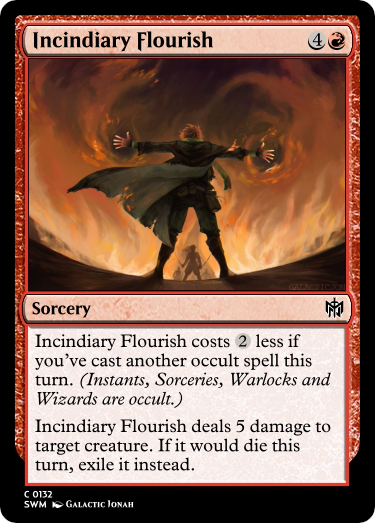 Incindiary Flourish 4
Sorcery
Incindiary Flourish costs 2 less if
you've cast another occult spell this
turn. (Instants, Sorceries, Warlocks and
Wizards are occult.)
Incindiary Flourish deals 5 damage to
target creature. If it would die this
turn, exile it instead.
C 0132
SWM Galactic Jonah